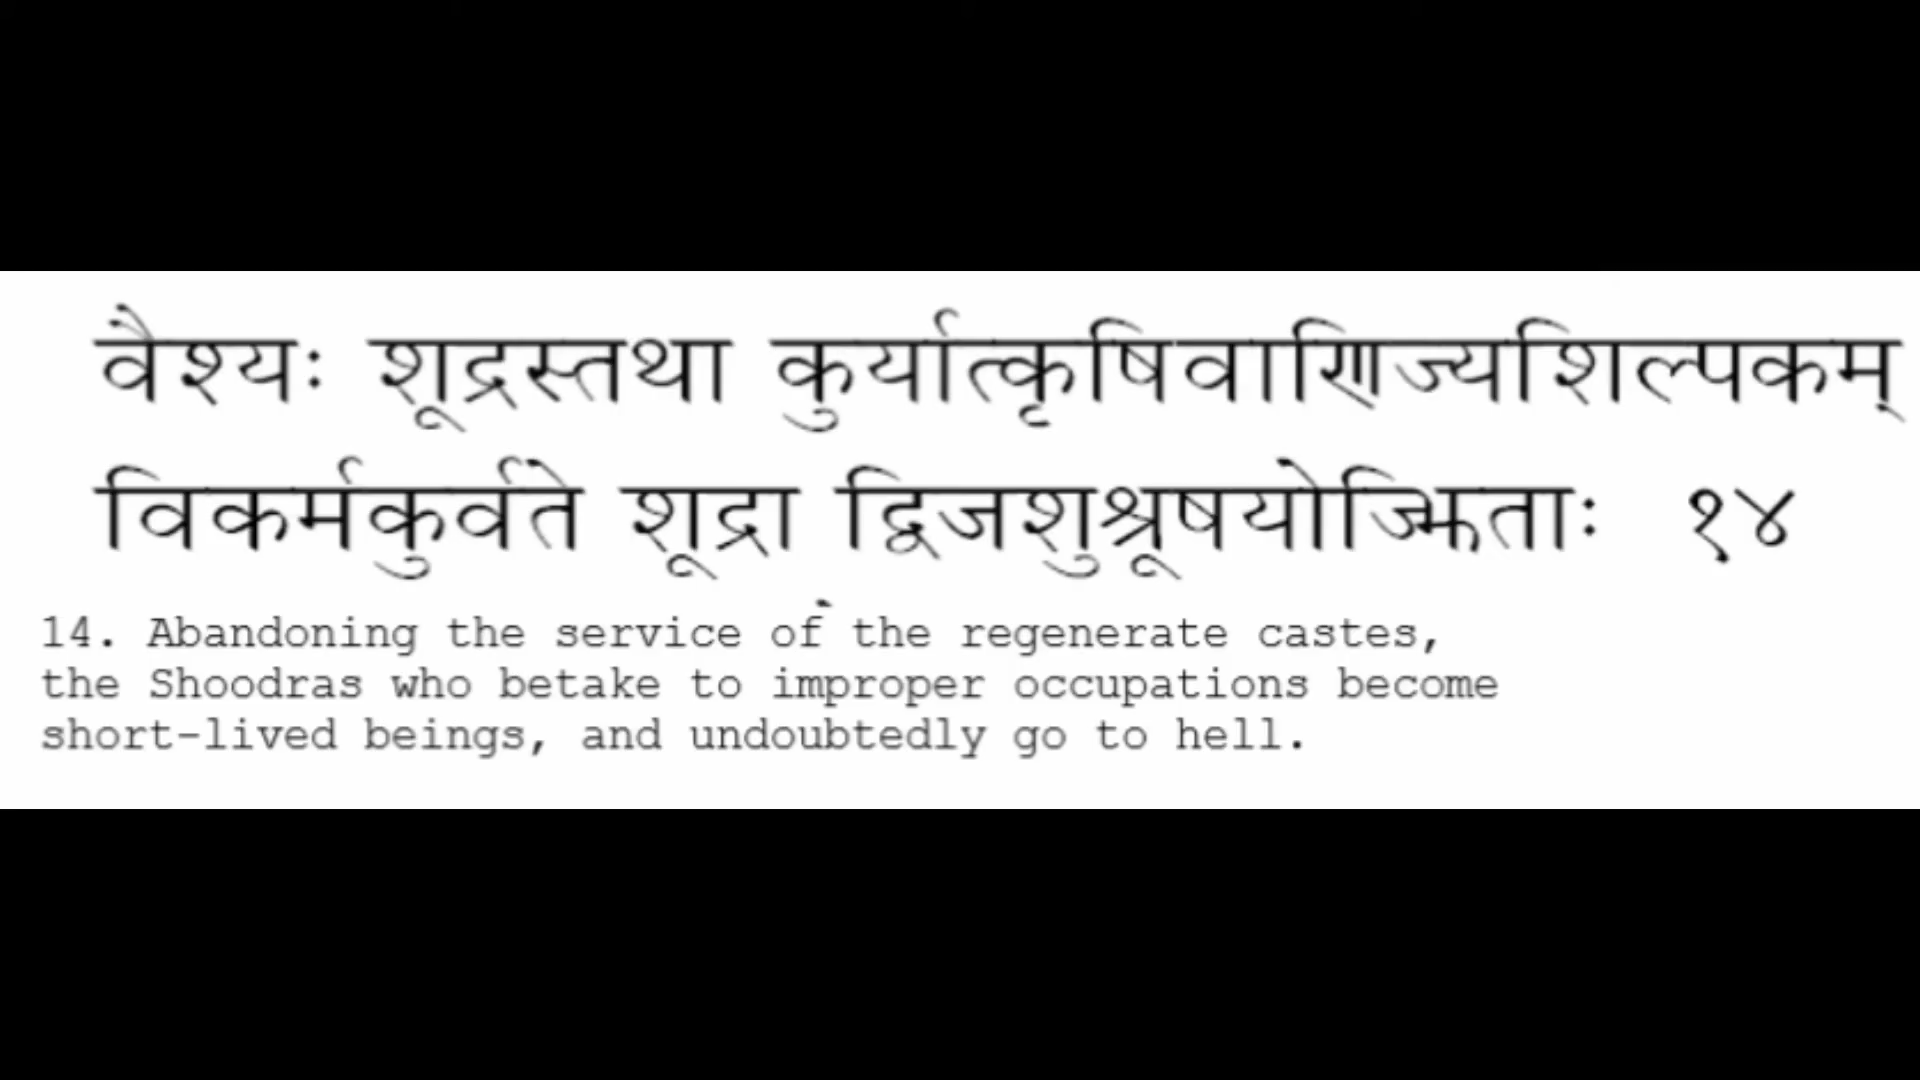 वैश्यः शूद्रस्तथा कुर्यात्कृषिवाणिज्यशिल्पकम्
विकर्मकुर्वते शूद्रा द्विजशुश्रूषयोज्झिताः १४
14. Abandoning the service of the regenerate castes,
the Shoodras who betake to improper occupations become
short-lived beings, and undoubtedly go to hell.